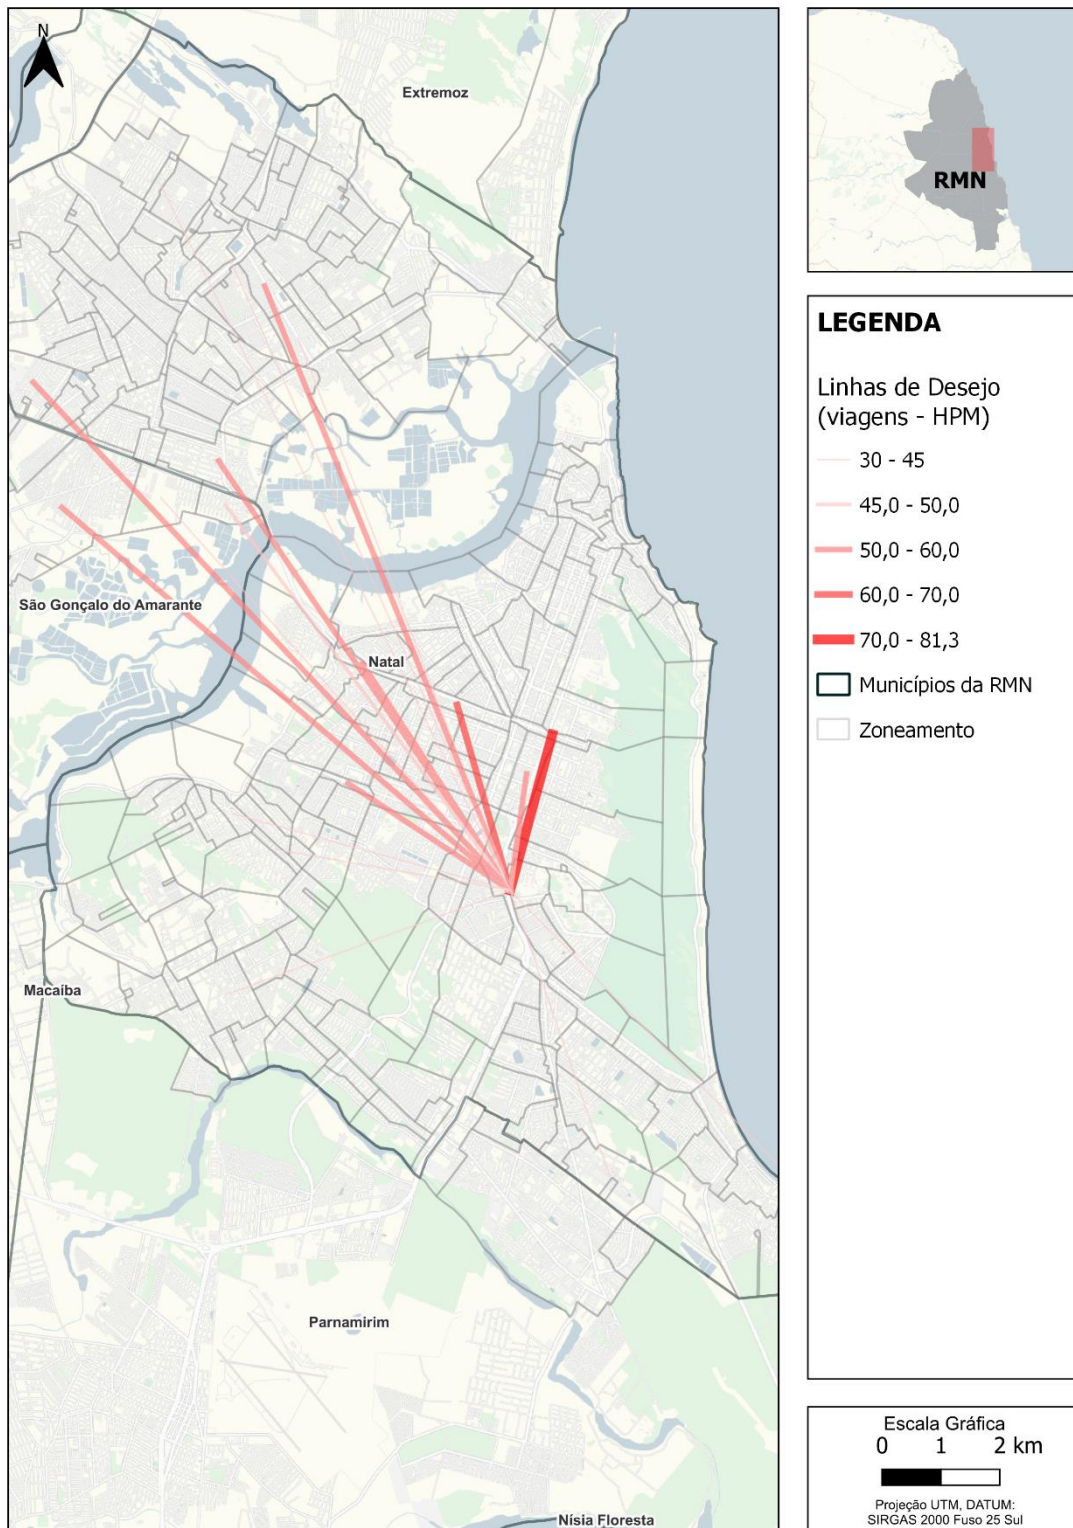 N
Extremoz
São Gonçalo do Amarante
Natal
Macaíba
Parnamirim
Nísia Floresta
RMN
LEGENDA
Linhas de Desejo
(viagens - HPM)
30 - 45
45,0 - 50,0
50,0 - 60,0
60,0 - 70,0
70,0 - 81,3
Municípios da RMN
Zoneamento
Escala Gráfica
0 1 2 km
Projeção UTM, DATUM:
SIRGAS 2000 Fuso 25 Sul